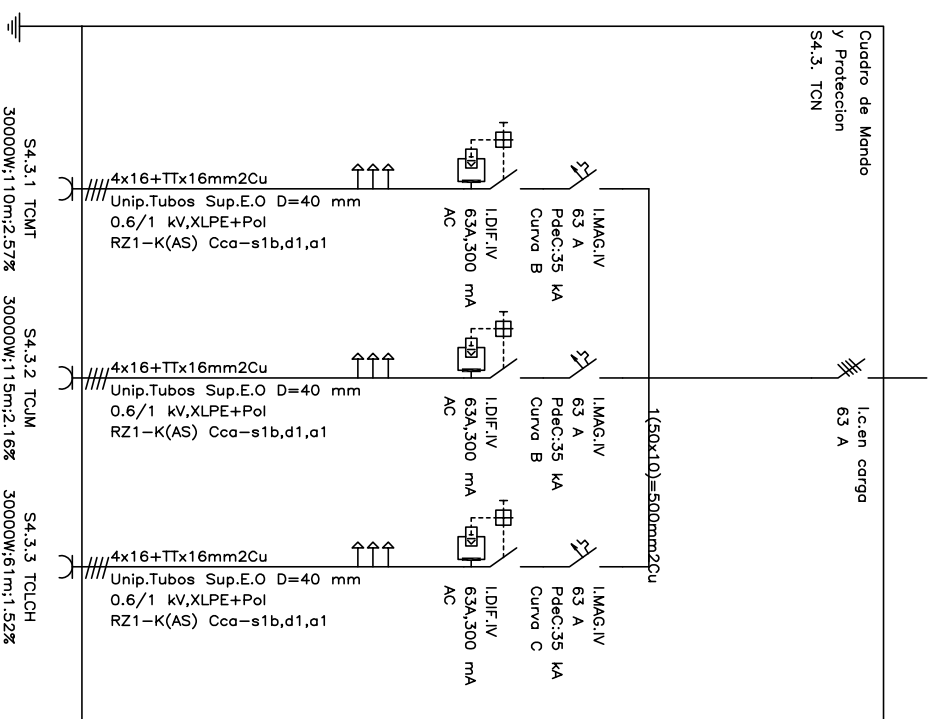 Cuadro de Mando
y Proteccion
S4.3. TCN
I.c.en carga
63 A
1(50x10)=500mm2Cu
I.MAG.IV
63 A
PdeC:35 kA
Curva B
I.DIF.IV
63A,300 mA
AC
4x16+TTx16mm2Cu
Unip.Tubos Sup.E.O D=40 mm
0.6/1 kV,XLPE+Pol
RZ1-K(AS) Cca-s1b,d1,a1
S4.3.1 TCMT
30000W;110m;2.57%
I.MAG.IV
63 A
PdeC:35 kA
Curva B
I.DIF.IV
63A,300 mA
AC
4x16+TTx16mm2Cu
Unip.Tubos Sup.E.O D=40 mm
0.6/1 kV,XLPE+Pol
RZ1-K(AS) Cca-s1b,d1,a1
S4.3.2 TCJM
30000W;115m;2.16%
I.MAG.IV
63 A
PdeC:35 kA
Curva C
I.DIF.IV
63A,300 mA
AC
4x16+TTx16mm2Cu
Unip.Tubos Sup.E.O D=40 mm
0.6/1 kV,XLPE+Pol
RZ1-K(AS) Cca-s1b,d1,a1
S4.3.3 TCLCH
30000W;61m;1.52%